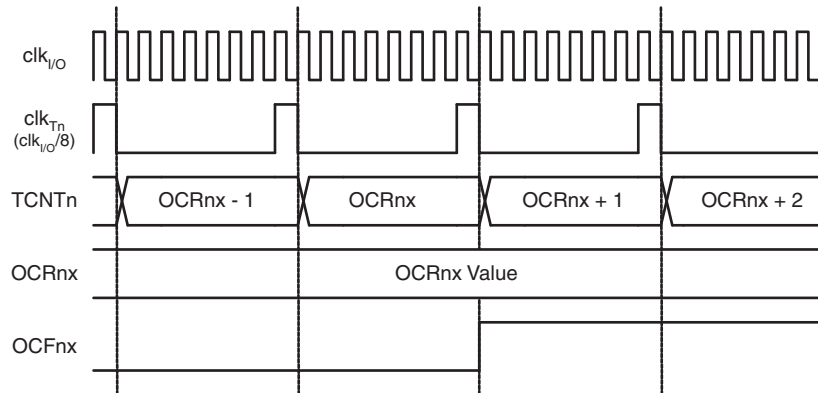 clkI/O
clkTn
(clkI/O/8)
TCNTn OCRnx - 1 OCRnx OCRnx + 1 OCRnx + 2
OCRnx OCRnx Value
OCFnx